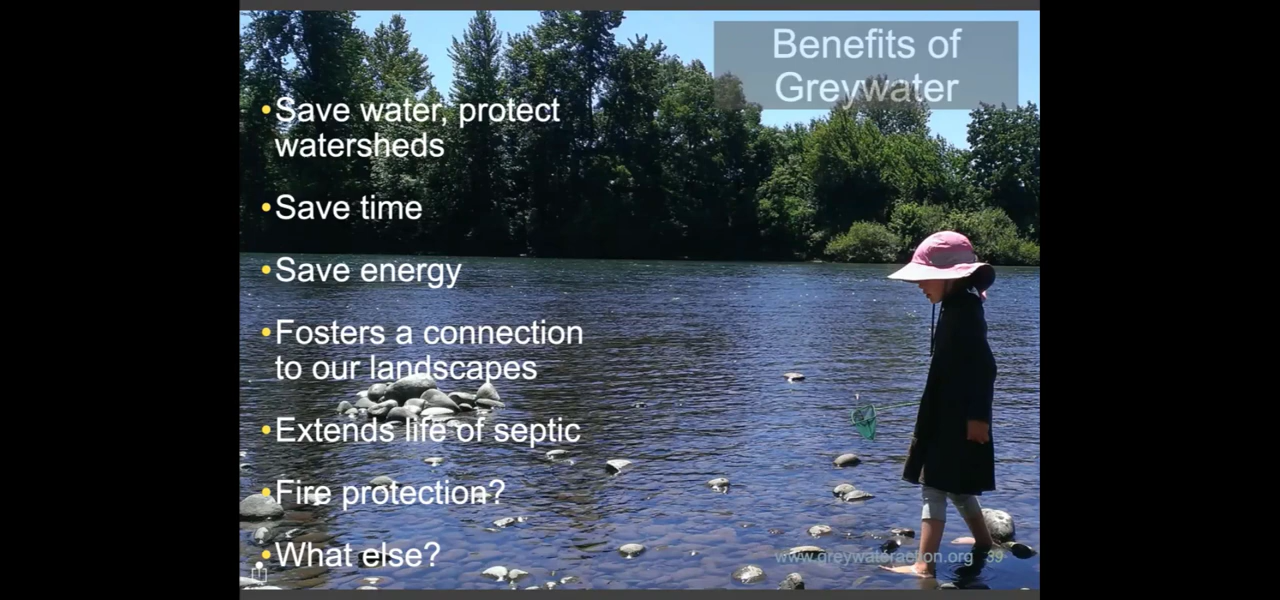 Benefits of
Greywater
•Save water, protect
watersheds
•Save time
•Save energy
•Fosters a connection
to our landscapes
•Extends life of septic
•Fire protection?
•What else?
www.greywateraction.org 39